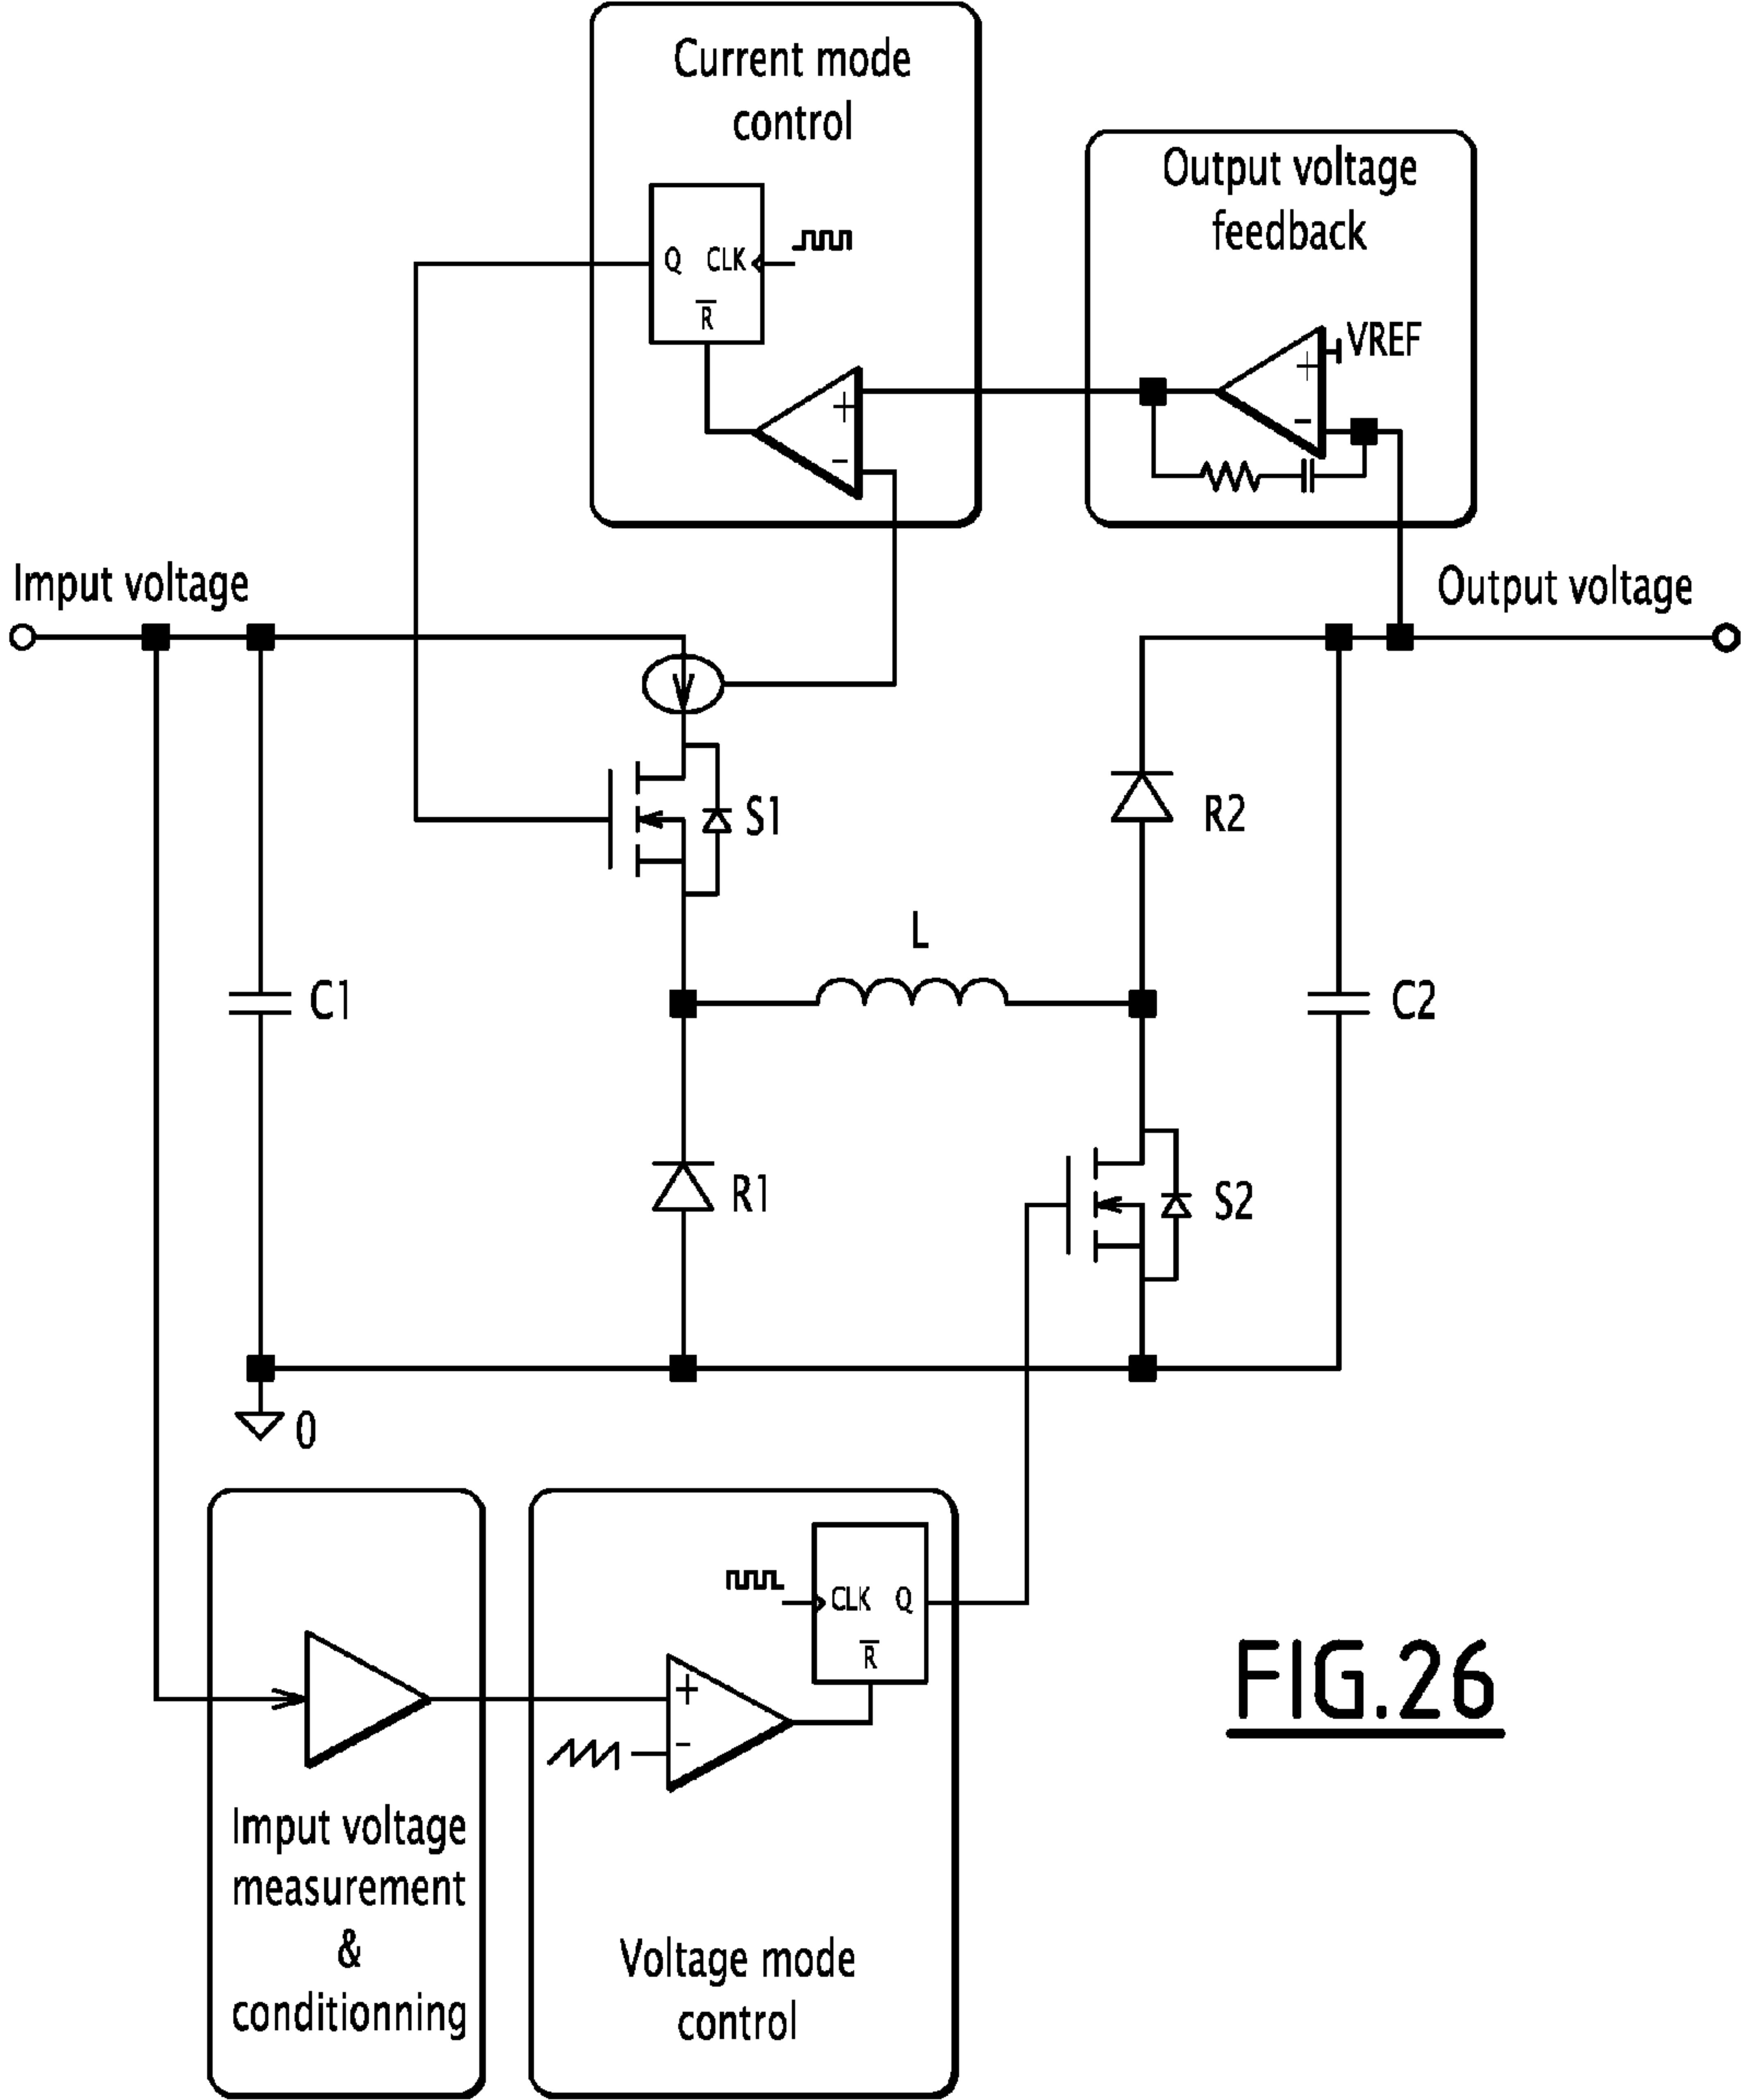 Current mode
control
Q CLK
R̅
Output voltage
feedback
+
VREF
-
+
-
Imput voltage
Output voltage
S1
R2
L
C1
C2
R1
S2
0
CLK Q
R̅
+
-
Imput voltage
measurement
&
conditionning
Voltage mode
control
FIG.26